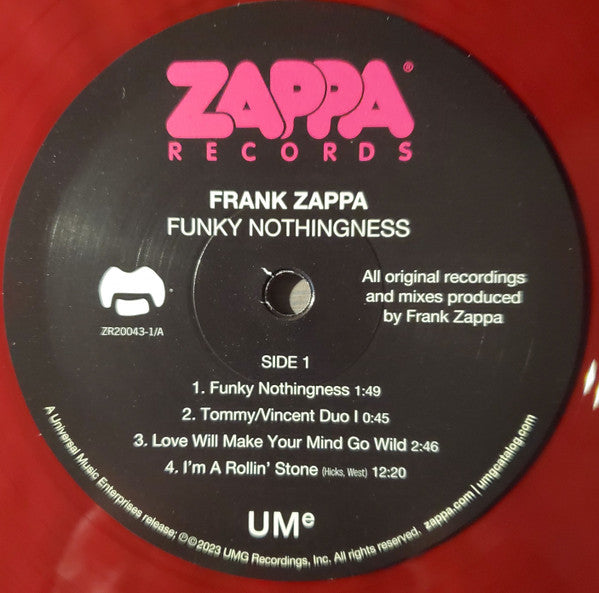 ZAPPA®
RECORDS
FRANK ZAPPA
FUNKY NOTHINGNESS
All original recordings
and mixes produced
by Frank Zappa
ZR20043-1/A
SIDE 1
1. Funky Nothingness 1:49
2. Tommy/Vincent Duo I 0:45
3. Love Will Make Your Mind Go Wild 2:46
4. I'm A Rollin' Stone (Hicks, West) 12:20
UMe
A Universal Music Enterprises release; ℗©2023 UMG Recordings, Inc. All rights reserved. zappa.com | umgcatalog.com